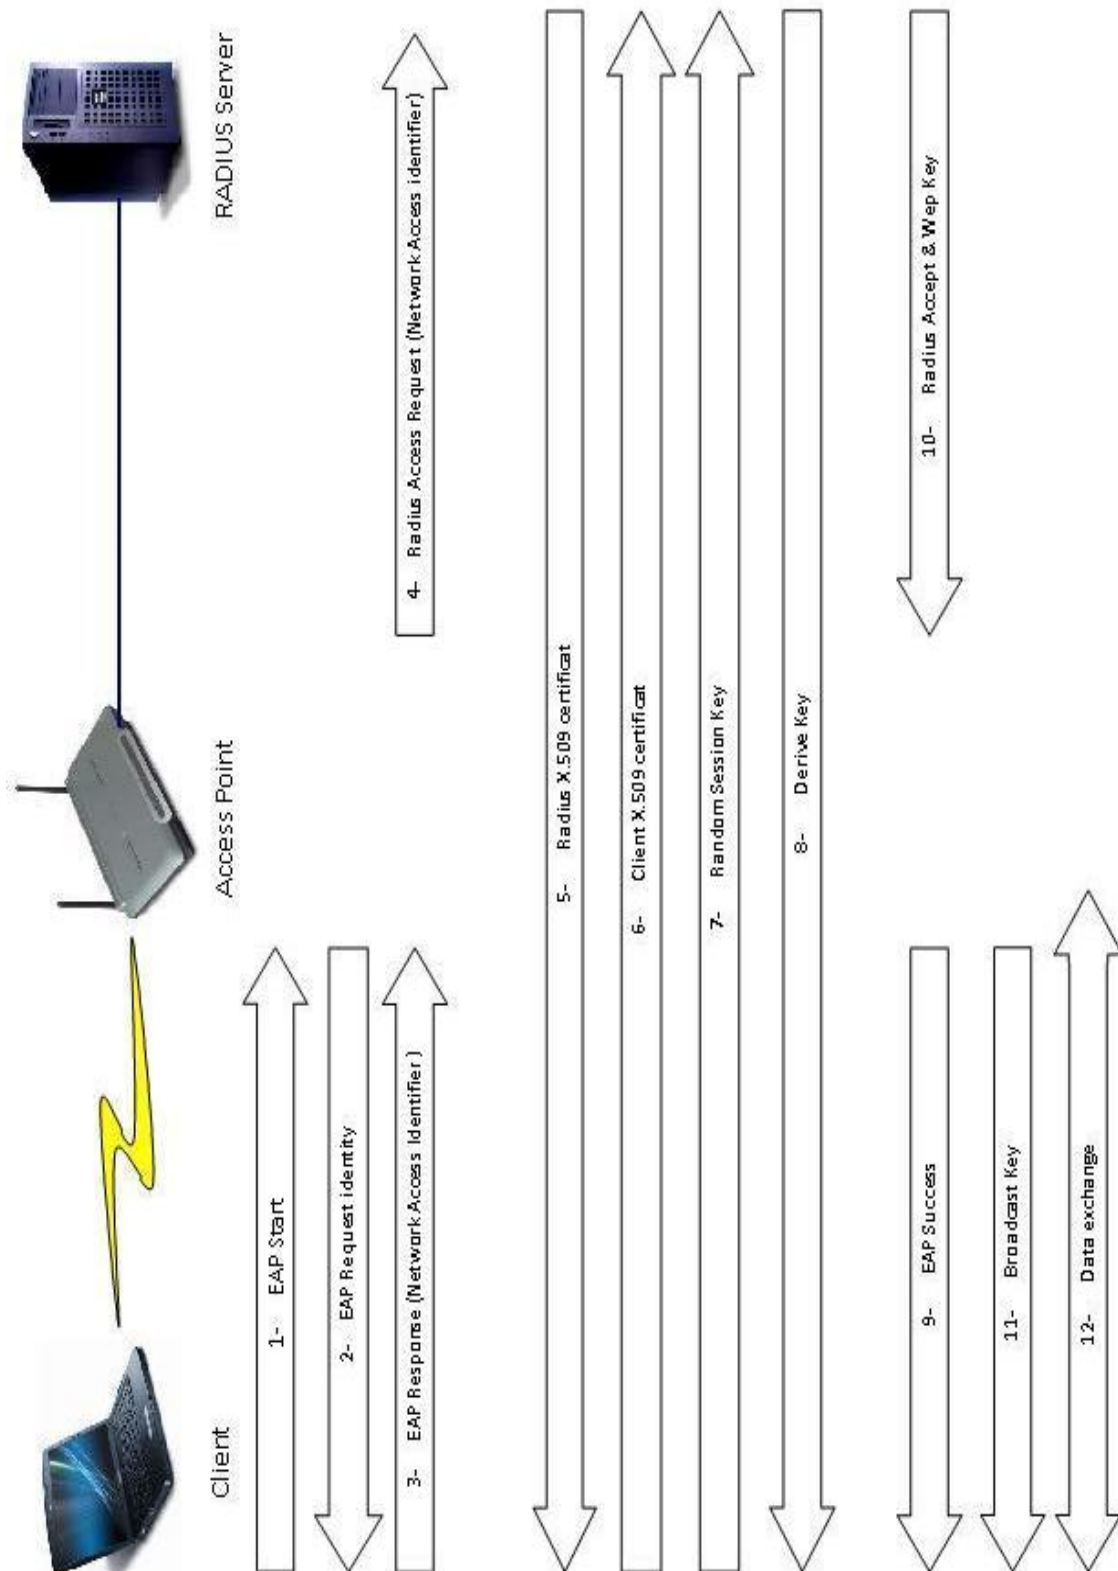 Client
Access Point
RADIUS Server
1- EAP Start
2- EAP Request identity
3- EAP Response (Network Access Identifier)
4- Radius Access Request (Network Access identifier)
5- Radius X.509 certificat
6- Client X.509 certificat
7- Random Session Key
8- Derive Key
9- EAP Success
10- Radius Accept & Wep Key
11- Broadcast Key
12- Data exchange